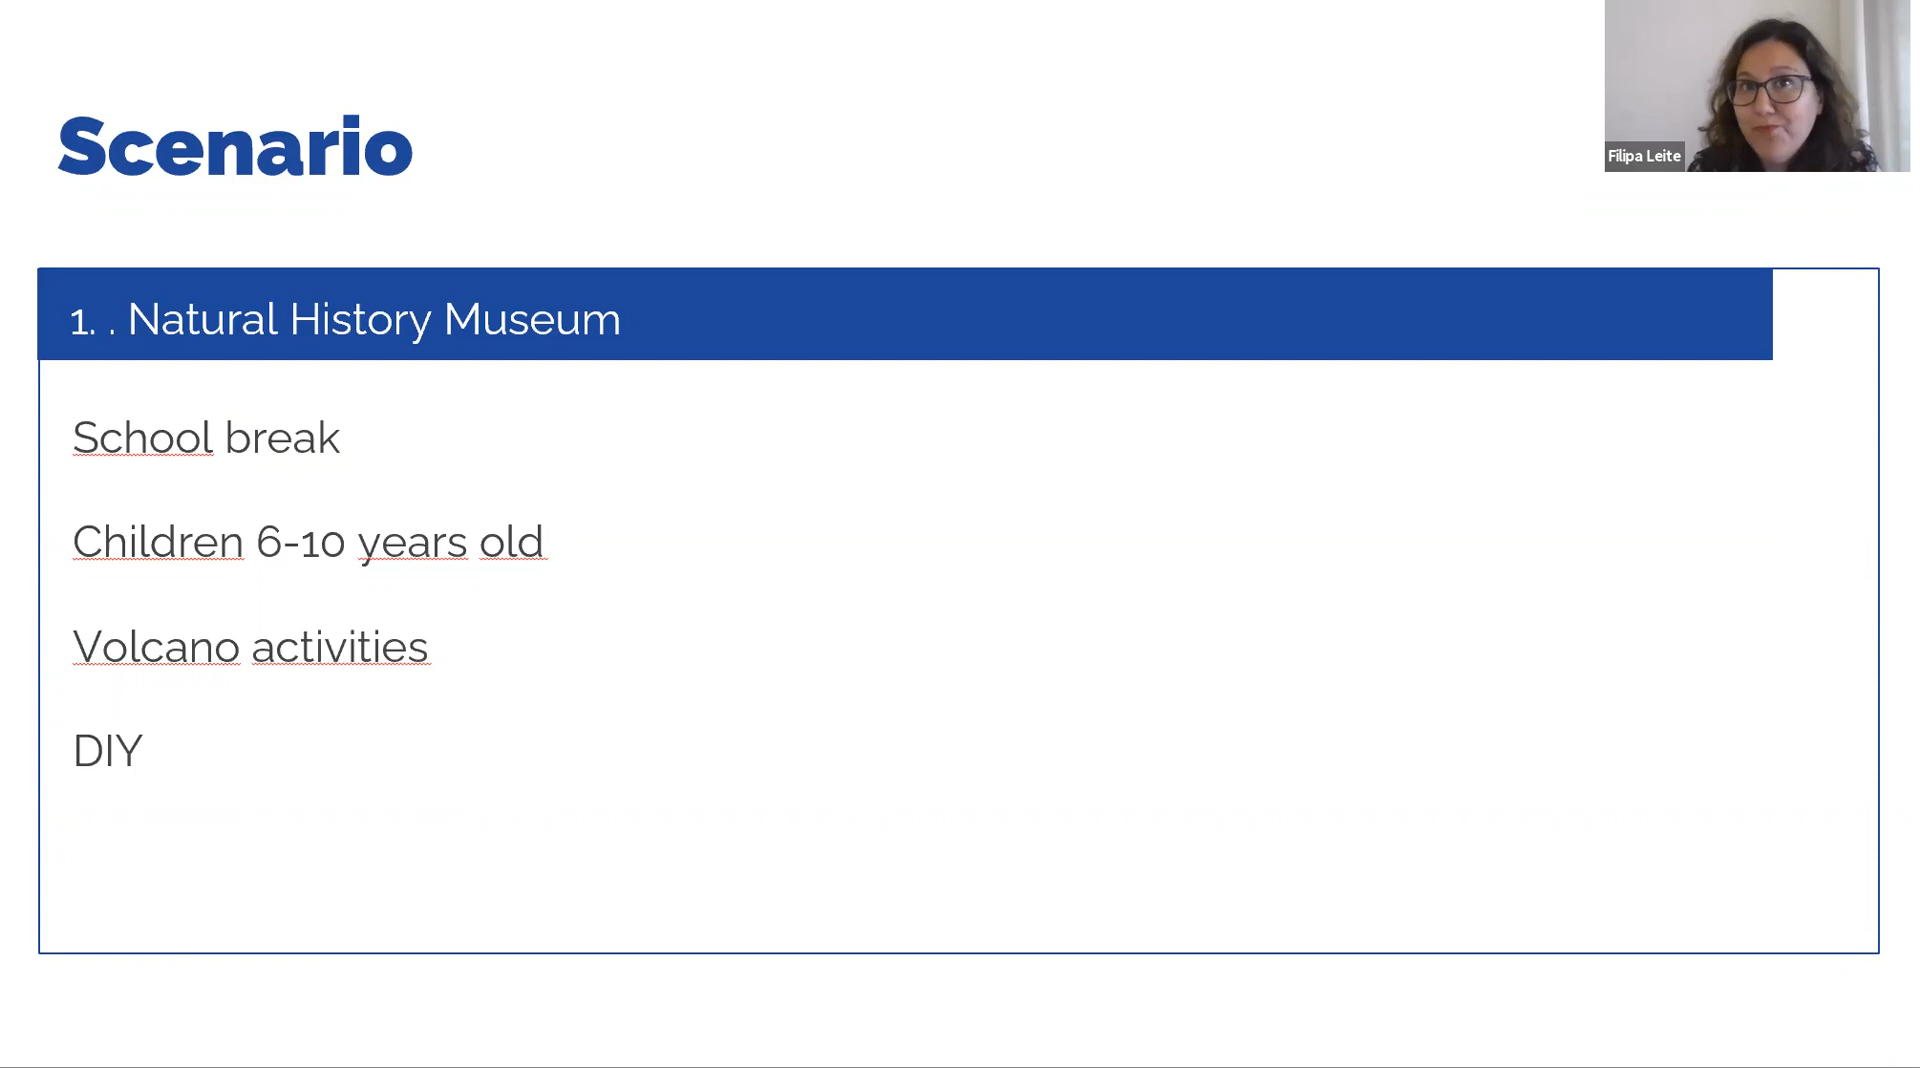 Scenario
Filipa Leite
1. . Natural History Museum
School break
Children 6-10 years old
Volcano activities
DIY